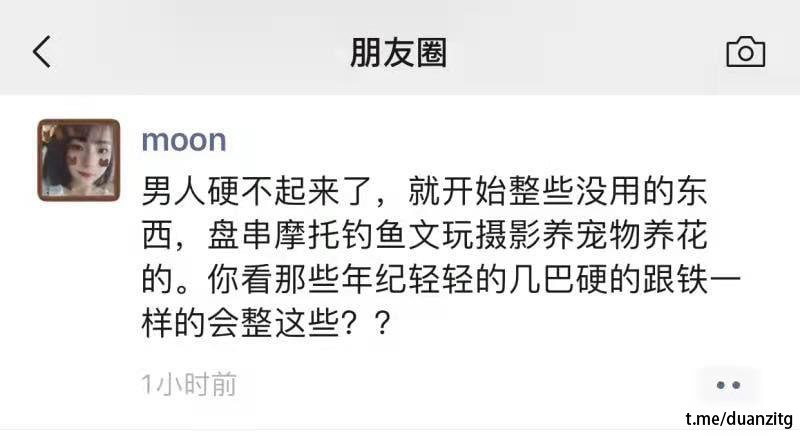 朋友圈
moon
男人硬不起来了，就开始整些没用的东
西，盘串摩托钓鱼文玩摄影养宠物养花
的。你看那些年纪轻轻的几巴硬的跟铁一
样的会整这些？？
1小时前
t.me/duanzitg